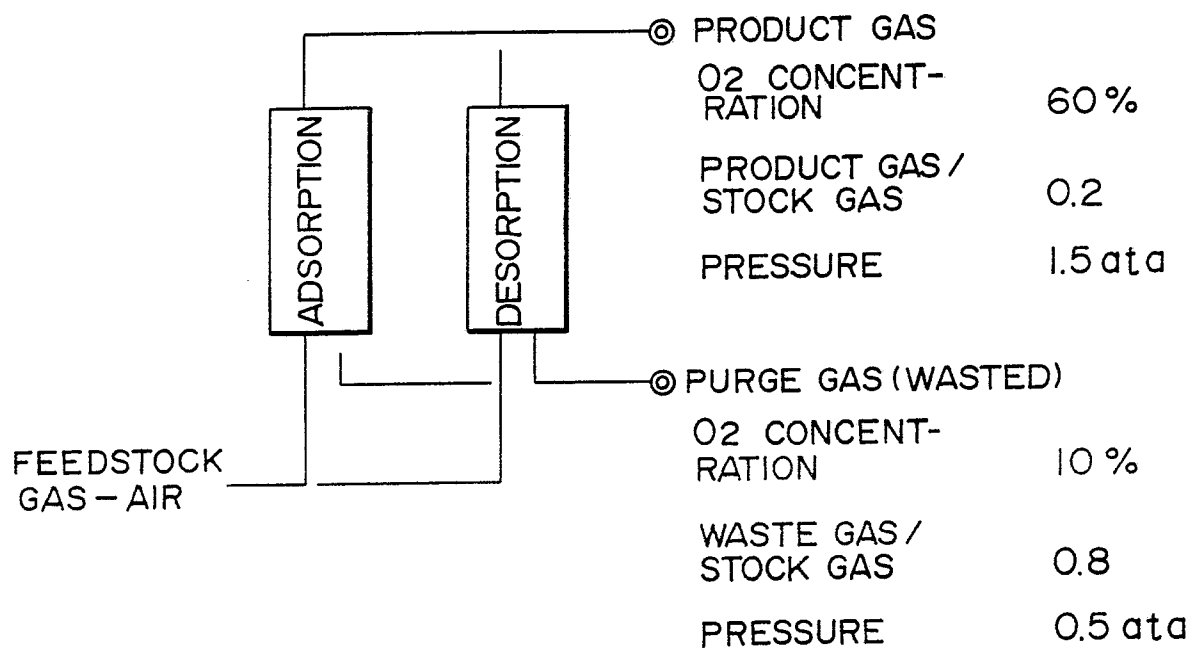 PRODUCT GAS
O2 CONCENT-
RATION 60%
PRODUCT GAS/
STOCK GAS 0.2
PRESSURE 1.5 ata
ADSORPTION
DESORPTION
PURGE GAS (WASTED)
O2 CONCENT-
RATION 10%
FEEDSTOCK
GAS-AIR
WASTE GAS/
STOCK GAS 0.8
PRESSURE 0.5 ata